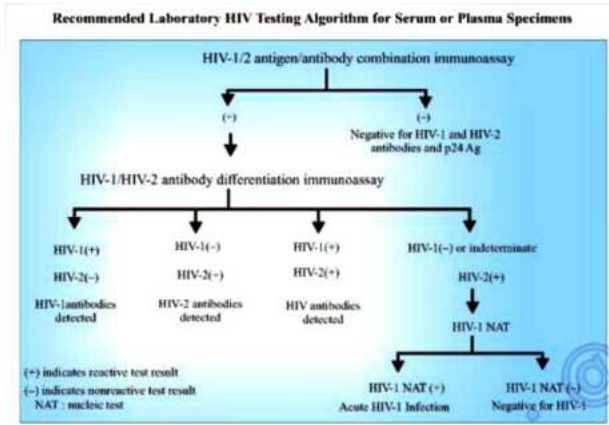 Recommended Laboratory HIV Testing Algorithm for Serum or Plasma Specimens
HIV-1/2 antigen/antibody combination immunoassay
(-)
(-)
Negative for HIV-1 and HIV-2
antibodies and p24 Ag
HIV-1/HIV-2 antibody differentiation immunoassay
HIV-1(+)
HIV-2(-)
HIV-1antibodies
detected
HIV-1(-)
HIV-2(-)
HIV-2 antibodies
detected
HIV-1(+)
HIV-2(+)
HIV antibodies
detected
HIV-1(-) or indeterminate
HIV-2(+)
HIV-1 NAT
HIV-1 NAT (+)
Acute HIV-1 Infection
HIV-1 NAT (-)
Negative for HIV-1
(+) indicates reactive test result
(-) indicates nonreactive test result
NAT : nucleic test